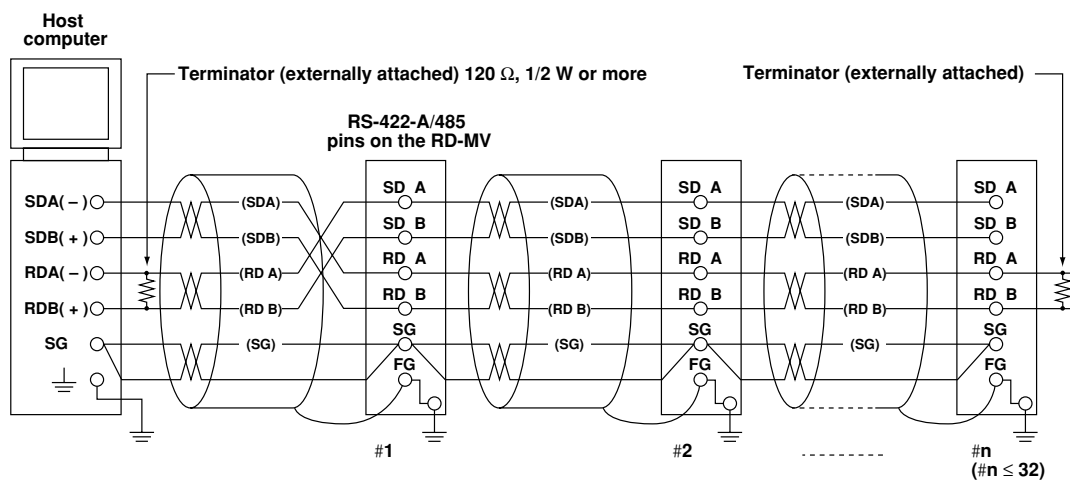 Host
computer
Terminator (externally attached) 120 Ω, 1/2 W or more
Terminator (externally attached)
RS-422-A/485
pins on the RD-MV
SDA( − )
SDB( + )
RDA( − )
RDB( + )
SG
(SDA)
(SDB)
(RD A)
(RD B)
(SG)
SD A
SD B
RD A
RD B
SG
FG
#1
(SDA)
(SDB)
(RD A)
(RD B)
(SG)
SD A
SD B
RD A
RD B
SG
FG
#2
(SDA)
(SDB)
(RD A)
(RD B)
(SG)
SD A
SD B
RD A
RD B
SG
FG
#n
(#n ≤ 32)